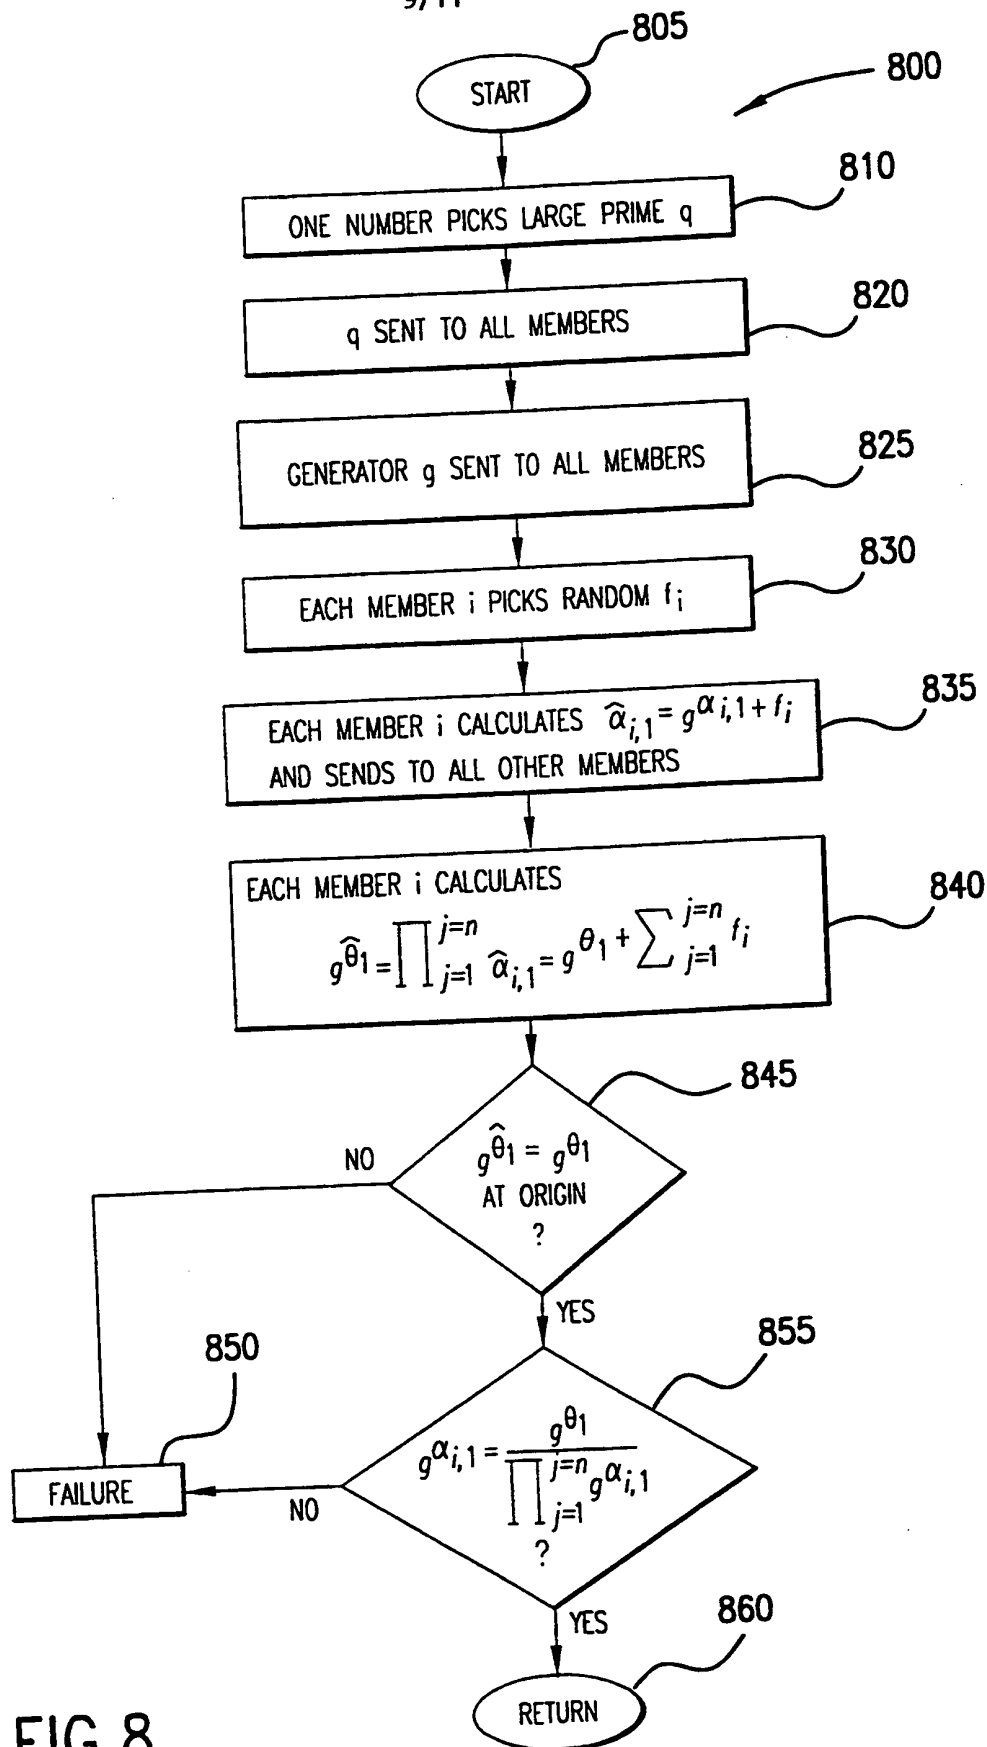 9/11
805
START
800
810
ONE NUMBER PICKS LARGE PRIME q
820
q SENT TO ALL MEMBERS
825
GENERATOR g SENT TO ALL MEMBERS
830
EACH MEMBER i PICKS RANDOM f_i
835
EACH MEMBER i CALCULATES α̂_{i,1} = g^{α_{i,1} + f_i}
AND SENDS TO ALL OTHER MEMBERS
840
EACH MEMBER i CALCULATES
g^{θ̂_1} = ∏_{j=1}^{j=n} α̂_{i,1} = g^{θ_1} + ∑_{j=1}^{j=n} f_i
845
g^{θ̂_1} = g^{θ_1}
AT ORIGIN
?
NO
YES
855
850
g^{α_{i,1}} = g^{θ_1} / ∏_{j=1}^{j=n} g^{α_{i,1}}
?
FAILURE
NO
YES
860
RETURN
FIG.8